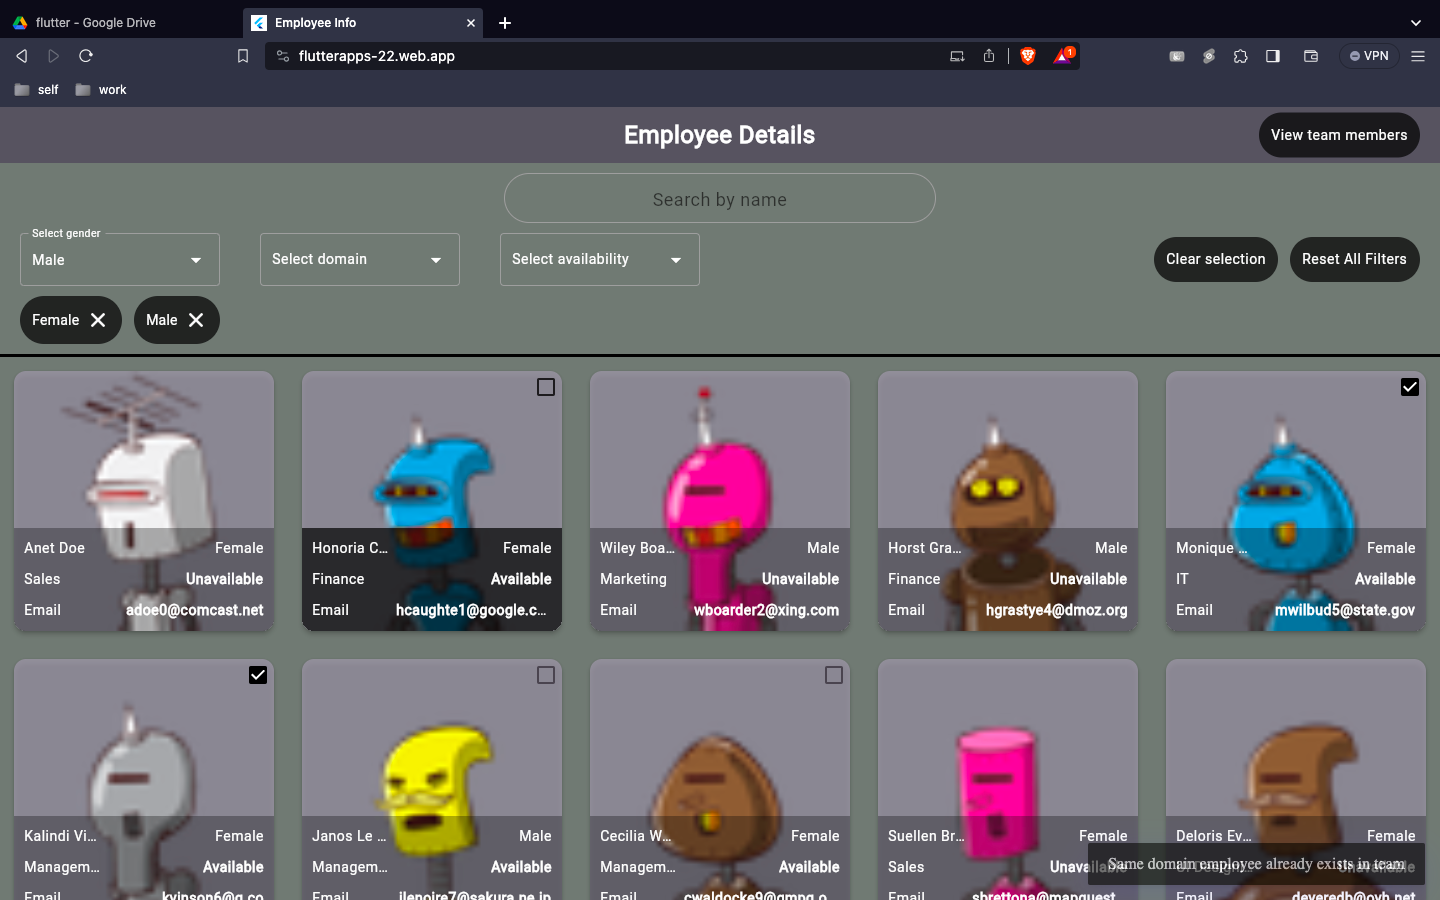 flutter - Google Drive
Employee Info
flutterapps-22.web.app
1
VPN
self
work
Employee Details
View team members
Search by name
Select gender
Male
Select domain
Select availability
Clear selection
Reset All Filters
Female
Male
Anet Doe Female
Sales Unavailable
Email adoe0@comcast.net
Honoria C... Female
Finance Available
Email hcaughte1@google.c...
Wiley Boa... Male
Marketing Unavailable
Email wboarder2@xing.com
Horst Gra... Male
Finance Unavailable
Email hgrastye4@dmoz.org
Monique ... Female
IT Available
Email mwilbud5@state.gov
Kalindi Vi... Female
Managem... Available
Email kvinson6@g.co
Janos Le ... Male
Managem... Available
Email jlenoire7@sakura.ne.jp
Cecilia W... Female
Managem... Available
Email cwaldocke9@gmpg.o...
Suellen Br... Female
Sales
Email sbrettona@mapquest...
Deloris Ev... Female
Email deveredb@ovh.net
Same domain employee already exists in team